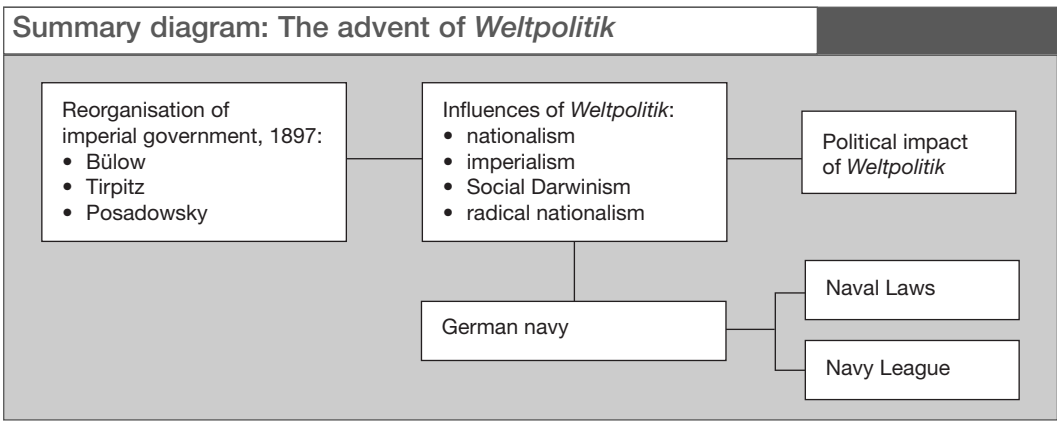 Summary diagram: The advent of Weltpolitik
Reorganisation of
imperial government, 1897:
• Bülow
• Tirpitz
• Posadowsky
Influences of Weltpolitik:
• nationalism
• imperialism
• Social Darwinism
• radical nationalism
Political impact
of Weltpolitik
German navy
Naval Laws
Navy League